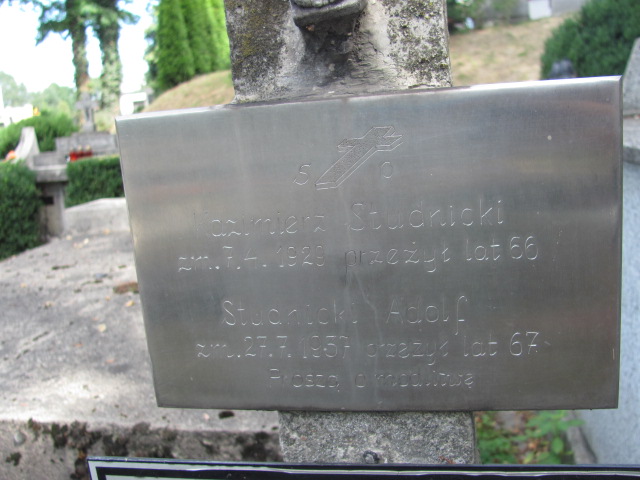 S O
Kazimierz Studnicki
zm. 7.4.1928 przeżył lat 66
Studnicki Adolf
zm. 27.7.1957 przeżył lat 67
Proszą o modlitwę